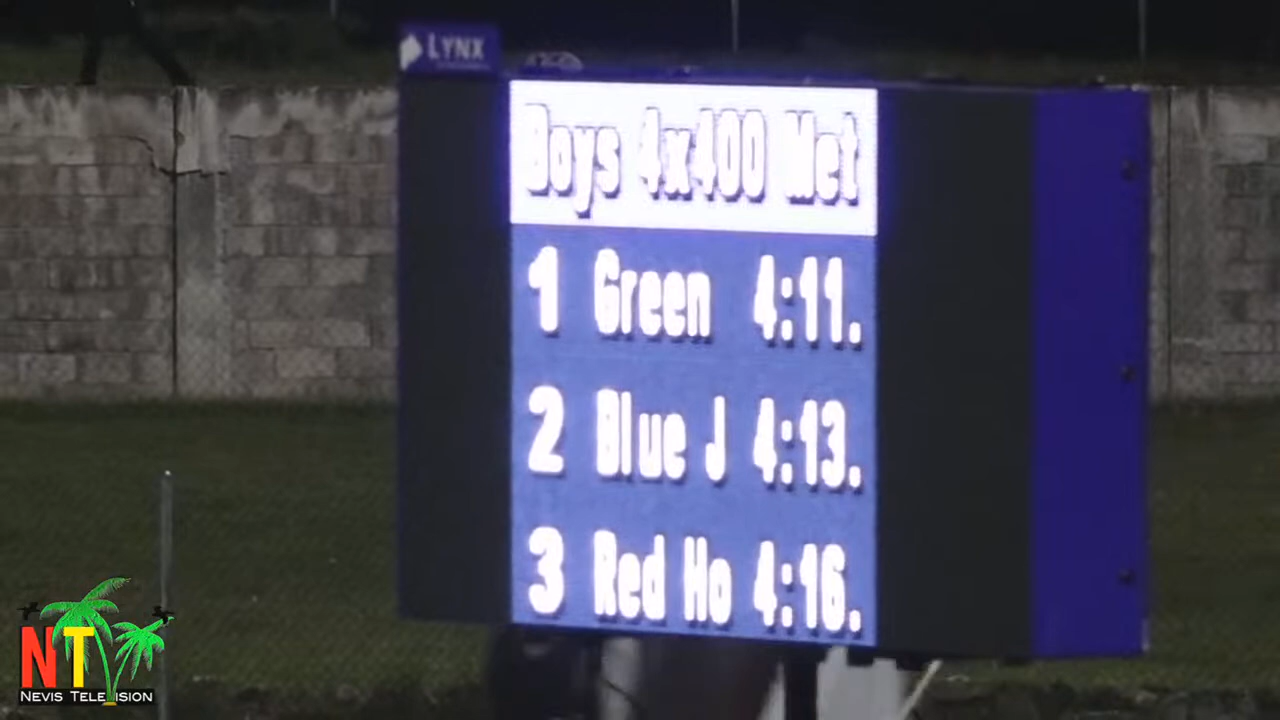 LYNX
Boys 4x400 Met
1 Green 4:11.
2 Blue J 4:13.
3 Red Ho 4:16.
NTV
NEVIS TELEVISION